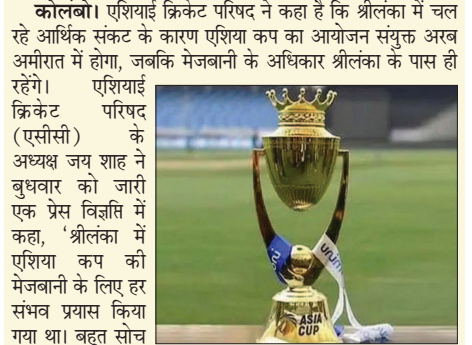 कोलंबो। एशियाई क्रिकेट परिषद ने कहा है कि श्रीलंका में चल
रहे आर्थिक संकट के कारण एशिया कप का आयोजन संयुक्त अरब
अमीरात में होगा, जबकि मेजबानी के अधिकार श्रीलंका के पास ही
रहेंगे। एशियाई
क्रिकेट परिषद
(एसीसी) के
अध्यक्ष जय शाह ने
बुधवार को जारी
एक प्रेस विज्ञप्ति में
कहा, ‘श्रीलंका में
एशिया कप की
मेजबानी के लिए हर
संभव प्रयास किया
गया था। बहुत सोच
ASIA
CUP